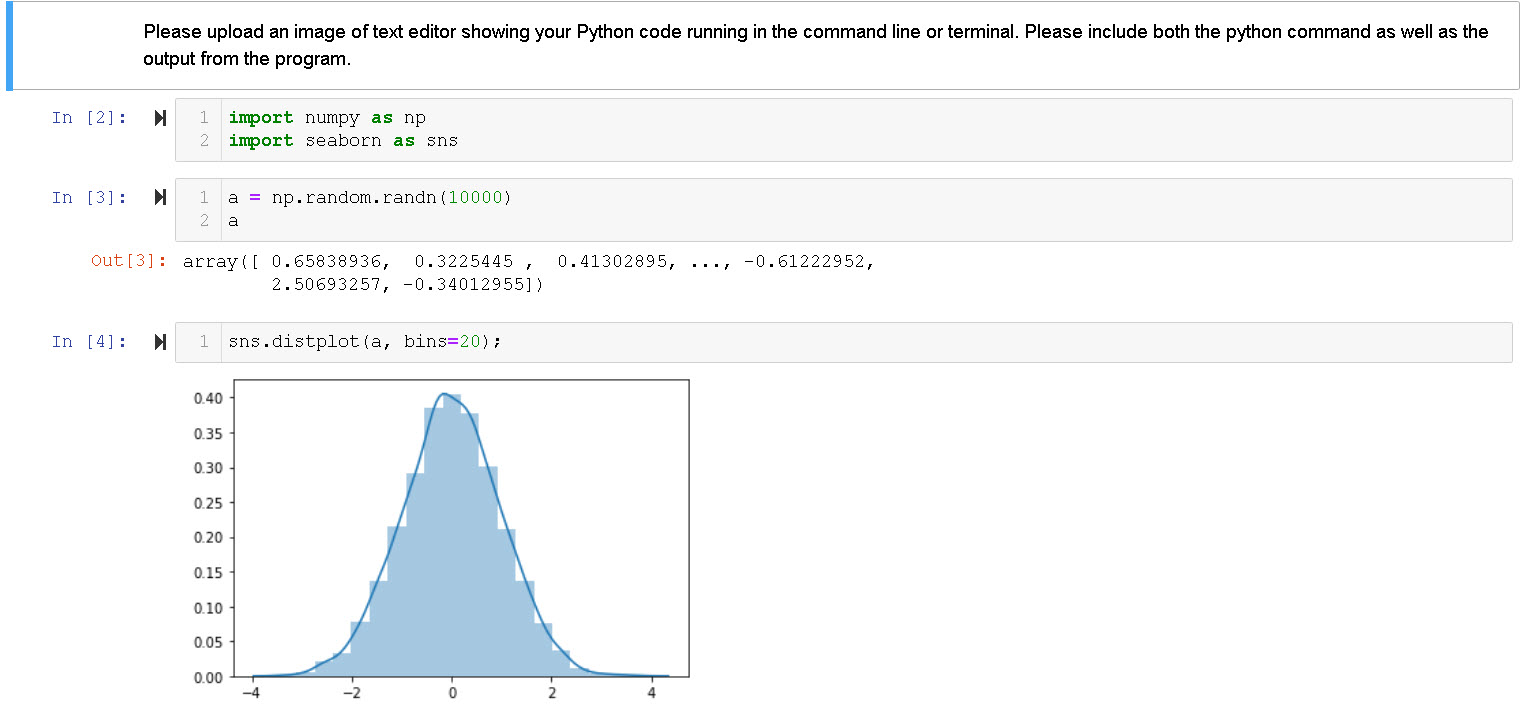 Please upload an image of text editor showing your Python code running in the command line or terminal. Please include both the python command as well as the
output from the program.
In [2]:
1 import numpy as np
2 import seaborn as sns
In [3]:
1 a = np.random.randn(10000)
2 a
Out[3]: array([ 0.65838936,  0.3225445 ,  0.41302895, ..., -0.61222952,
2.50693257, -0.34012955])
In [4]:
1 sns.distplot(a, bins=20);
0.40
0.35
0.30
0.25
0.20
0.15
0.10
0.05
0.00
−4 −2 0 2 4